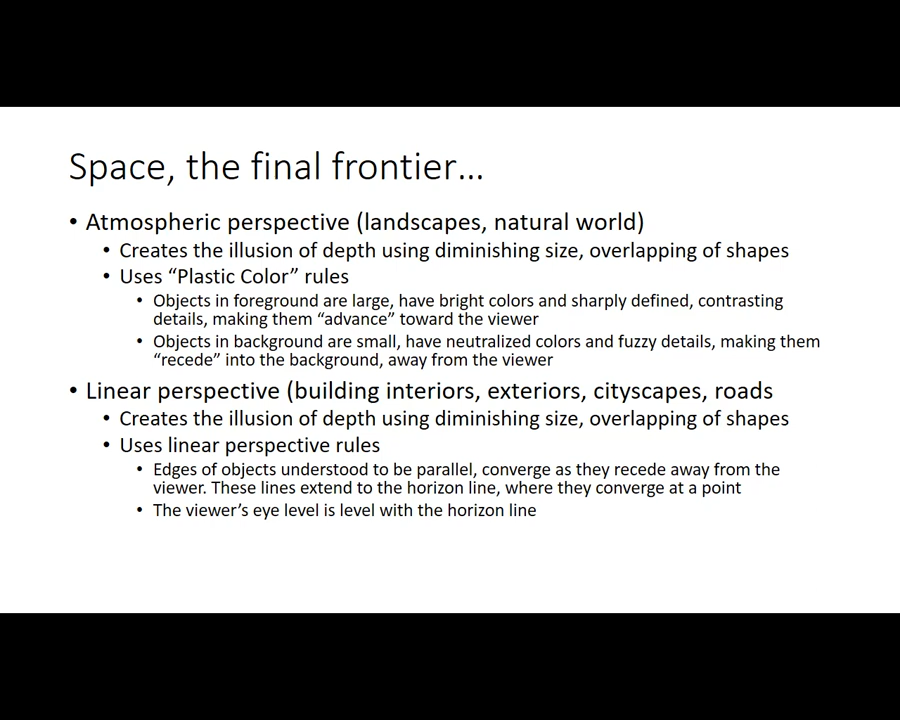 Space, the final frontier…
• Atmospheric perspective (landscapes, natural world)
• Creates the illusion of depth using diminishing size, overlapping of shapes
• Uses “Plastic Color” rules
• Objects in foreground are large, have bright colors and sharply defined, contrasting
details, making them “advance” toward the viewer
• Objects in background are small, have neutralized colors and fuzzy details, making them
“recede” into the background, away from the viewer
• Linear perspective (building interiors, exteriors, cityscapes, roads
• Creates the illusion of depth using diminishing size, overlapping of shapes
• Uses linear perspective rules
• Edges of objects understood to be parallel, converge as they recede away from the
viewer. These lines extend to the horizon line, where they converge at a point
• The viewer’s eye level is level with the horizon line